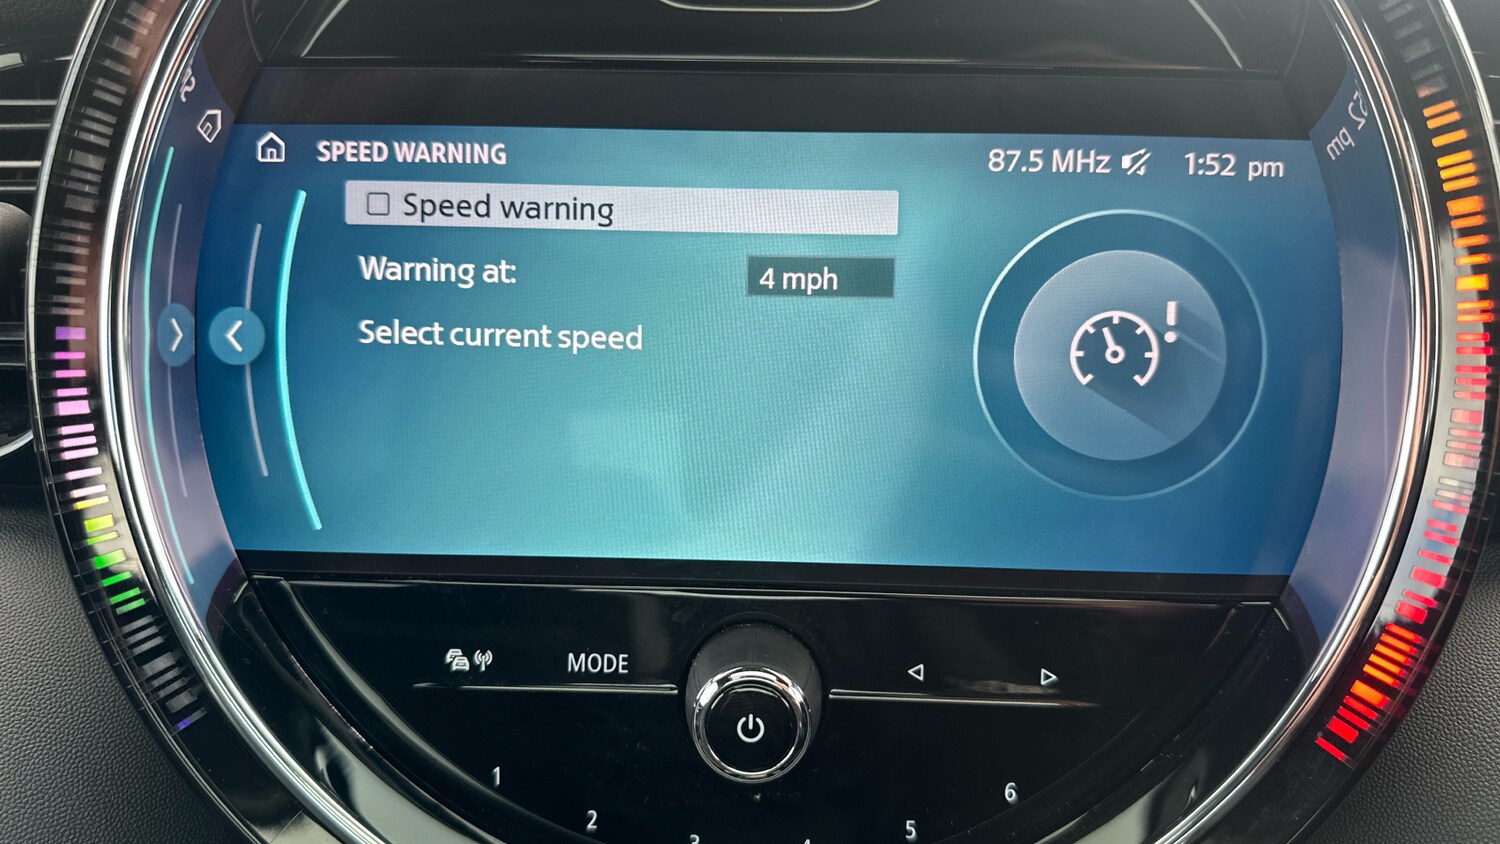 SPEED WARNING
87.5 MHz 1:52 pm
Speed warning
Warning at: 4 mph
Select current speed
MODE
1
2
3
5
6